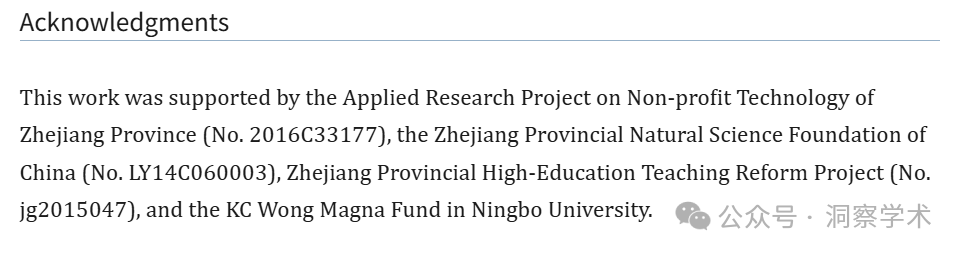 Acknowledgments
This work was supported by the Applied Research Project on Non-profit Technology of
Zhejiang Province (No. 2016C33177), the Zhejiang Provincial Natural Science Foundation of
China (No. LY14C060003), Zhejiang Provincial High-Education Teaching Reform Project (No.
jg2015047), and the KC Wong Magna Fund in Ningbo University.
公众号 · 洞察学术